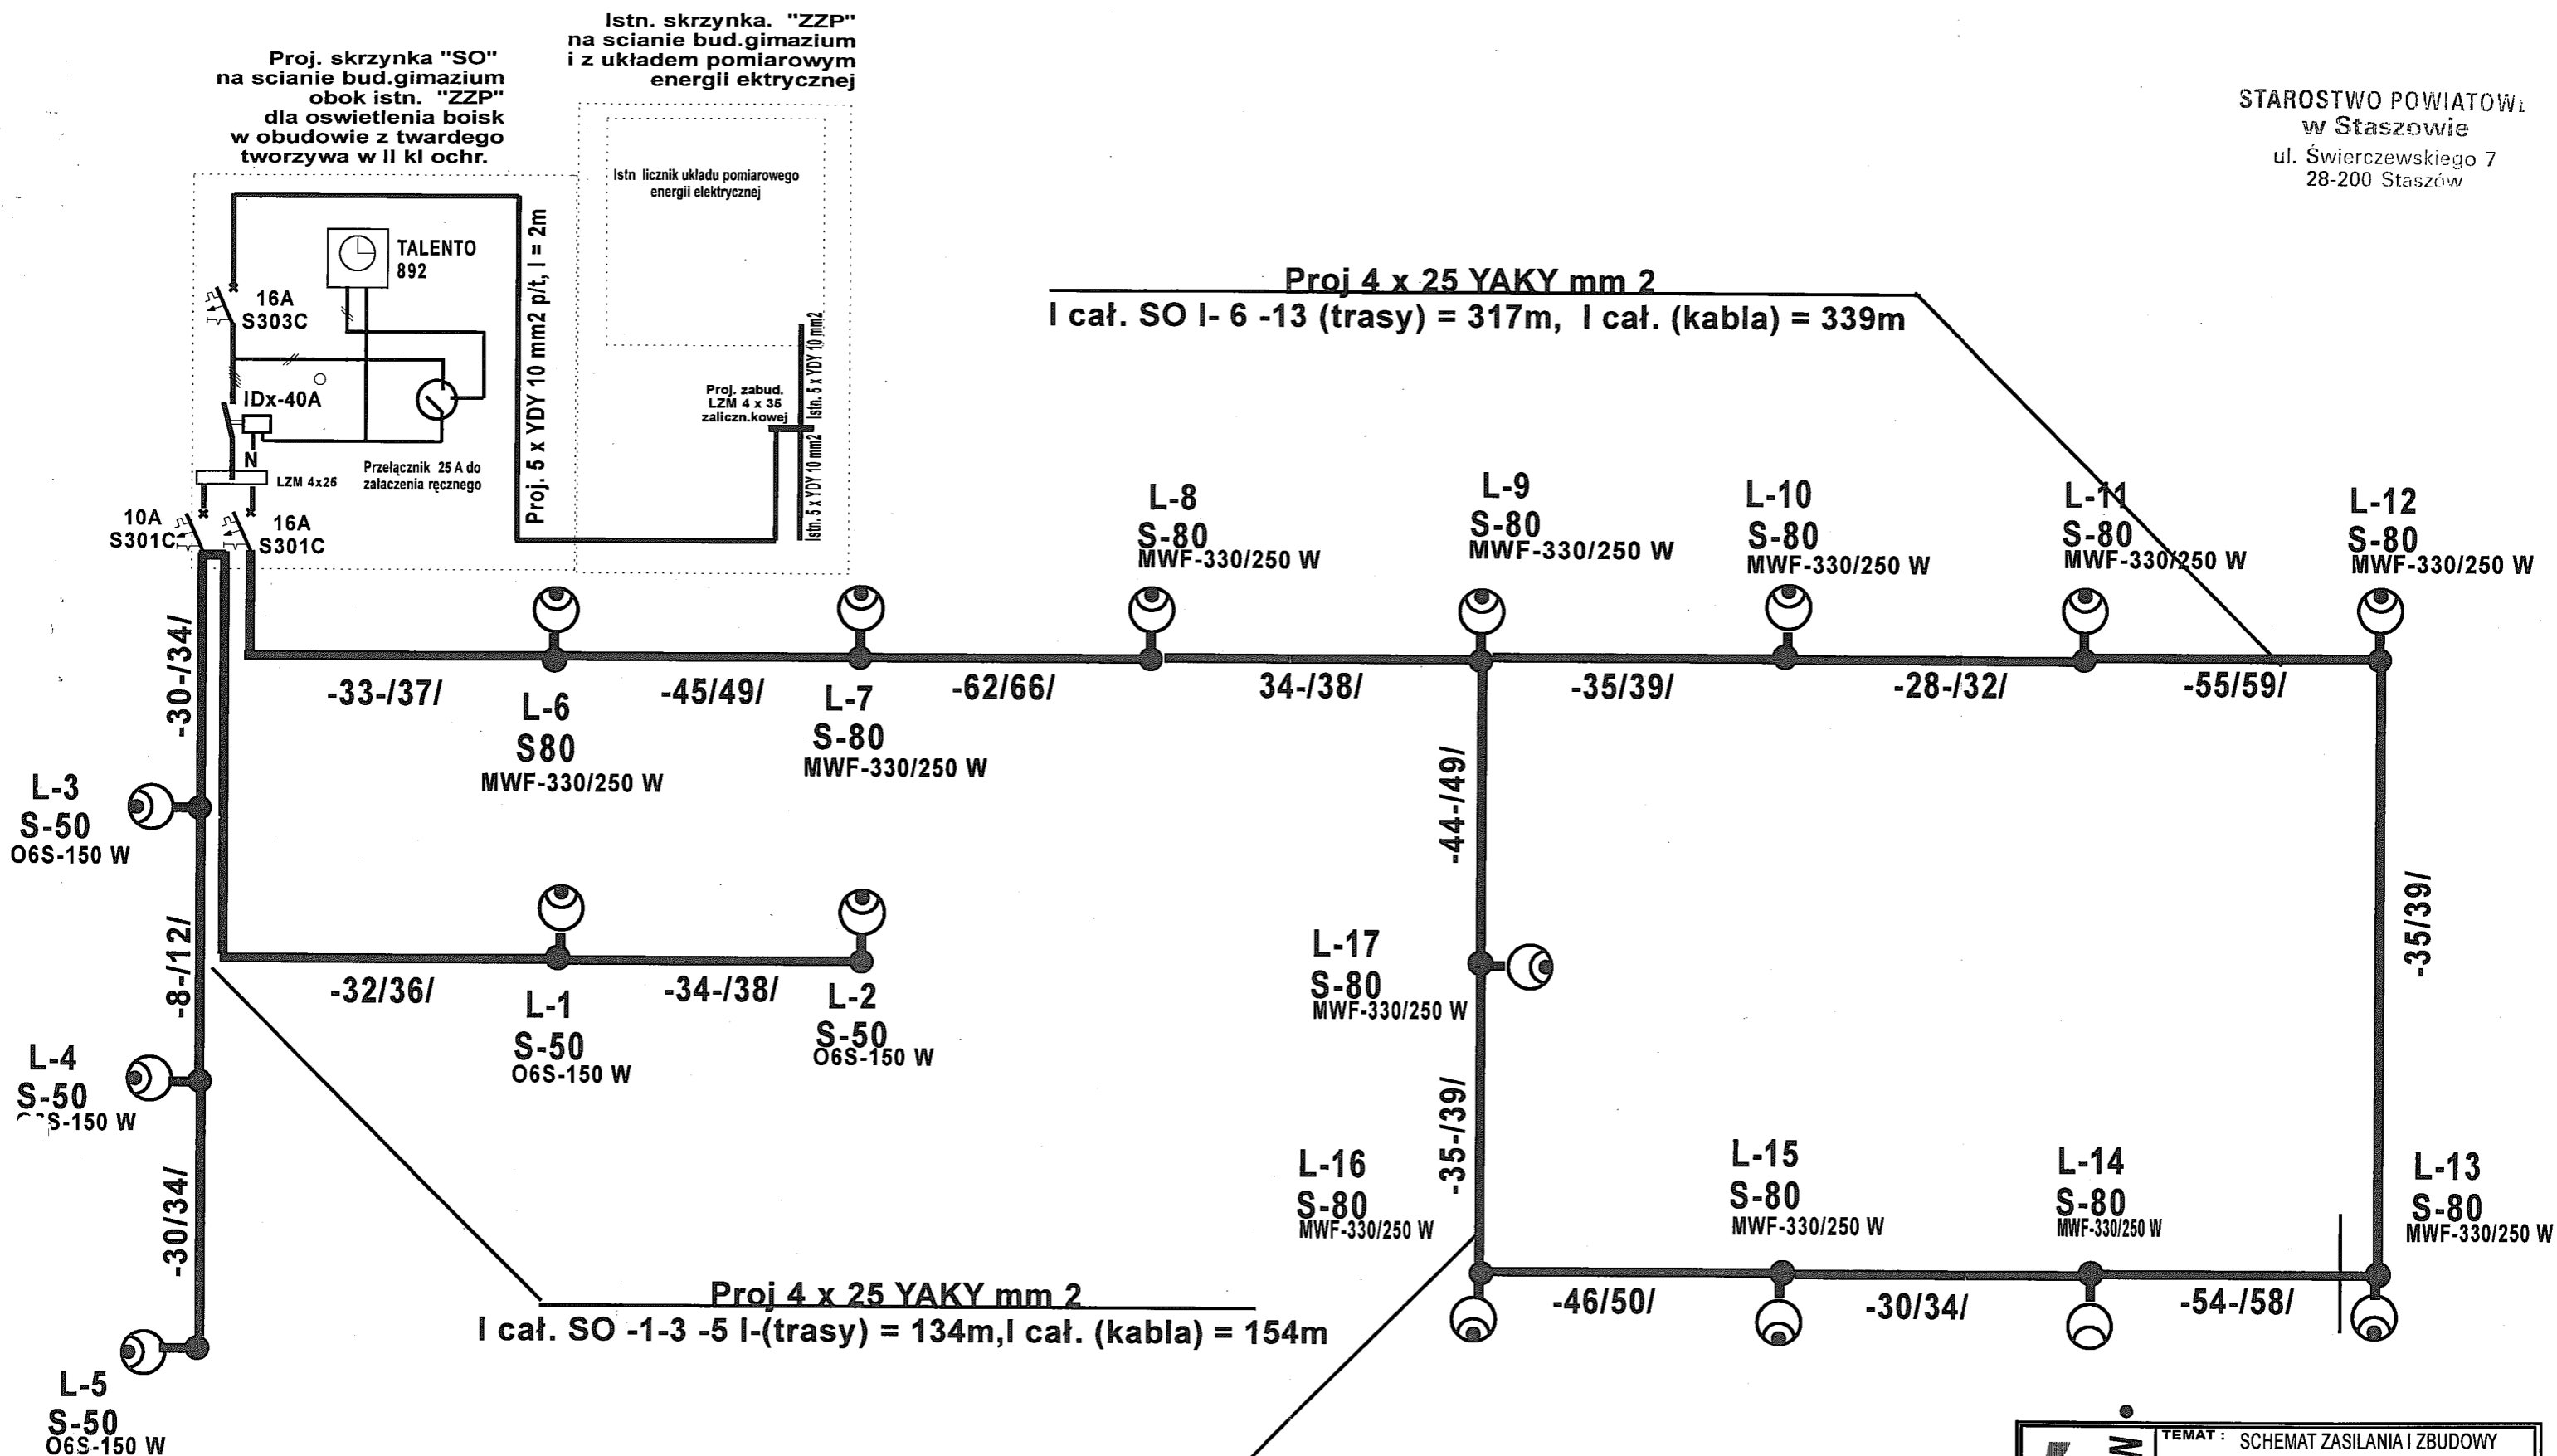 Istn. skrzynka. "ZZP"
na scianie bud.gimazium
i z układem pomiarowym
energii ektrycznej
Proj. skrzynka "SO"
na scianie bud.gimazium
obok istn. "ZZP"
dla oswietlenia boisk
w obudowie z twardego
tworzywa w II kl ochr.
STAROSTWO POWIATOWE
w Staszowie
ul. Świerczewskiego 7
28-200 Staszów
Istn licznik układu pomiarowego
energii elektrycznej
TALENTO
892
16A
S303C
IDx-40A
N
LZM 4x25
Przełącznik 25 A do
załaczenia ręcznego
10A
S301C
16A
S301C
Proj. 5 x YDY 10 mm2 p/t, l = 2m
Proj. zabud.
LZM 4 x 35
zaliczn.kowej
Istn. 5 x YDY 10 mm2
Istn. 5 x YDY 10 mm2
Proj 4 x 25 YAKY mm 2
l cał. SO l- 6 -13 (trasy) = 317m, l cał. (kabla) = 339m
L-8
S-80
MWF-330/250 W
L-9
S-80
MWF-330/250 W
L-10
S-80
MWF-330/250 W
L-11
S-80
MWF-330/250 W
L-12
S-80
MWF-330/250 W
-30-/34/
-33-/37/
-45/49/
-62/66/
34-/38/
-35/39/
-28-/32/
-55/59/
L-6
S80
MWF-330/250 W
L-7
S-80
MWF-330/250 W
L-3
S-50
O6S-150 W
-44-/49/
-8-/12/
-32/36/
-34-/38/
L-1
S-50
O6S-150 W
L-2
S-50
O6S-150 W
L-17
S-80
MWF-330/250 W
-35/39/
L-4
S-50
S-150 W
-30/34/
-35-/39/
L-16
S-80
MWF-330/250 W
L-15
S-80
MWF-330/250 W
L-14
S-80
MWF-330/250 W
L-13
S-80
MWF-330/250 W
-46/50/
-30/34/
-54-/58/
Proj 4 x 25 YAKY mm 2
l cał. SO -1-3 -5 l-(trasy) = 134m,l cał. (kabla) = 154m
L-5
S-50
O6S-150 W
N
TEMAT : SCHEMAT ZASILANIA I ZBUDOWY